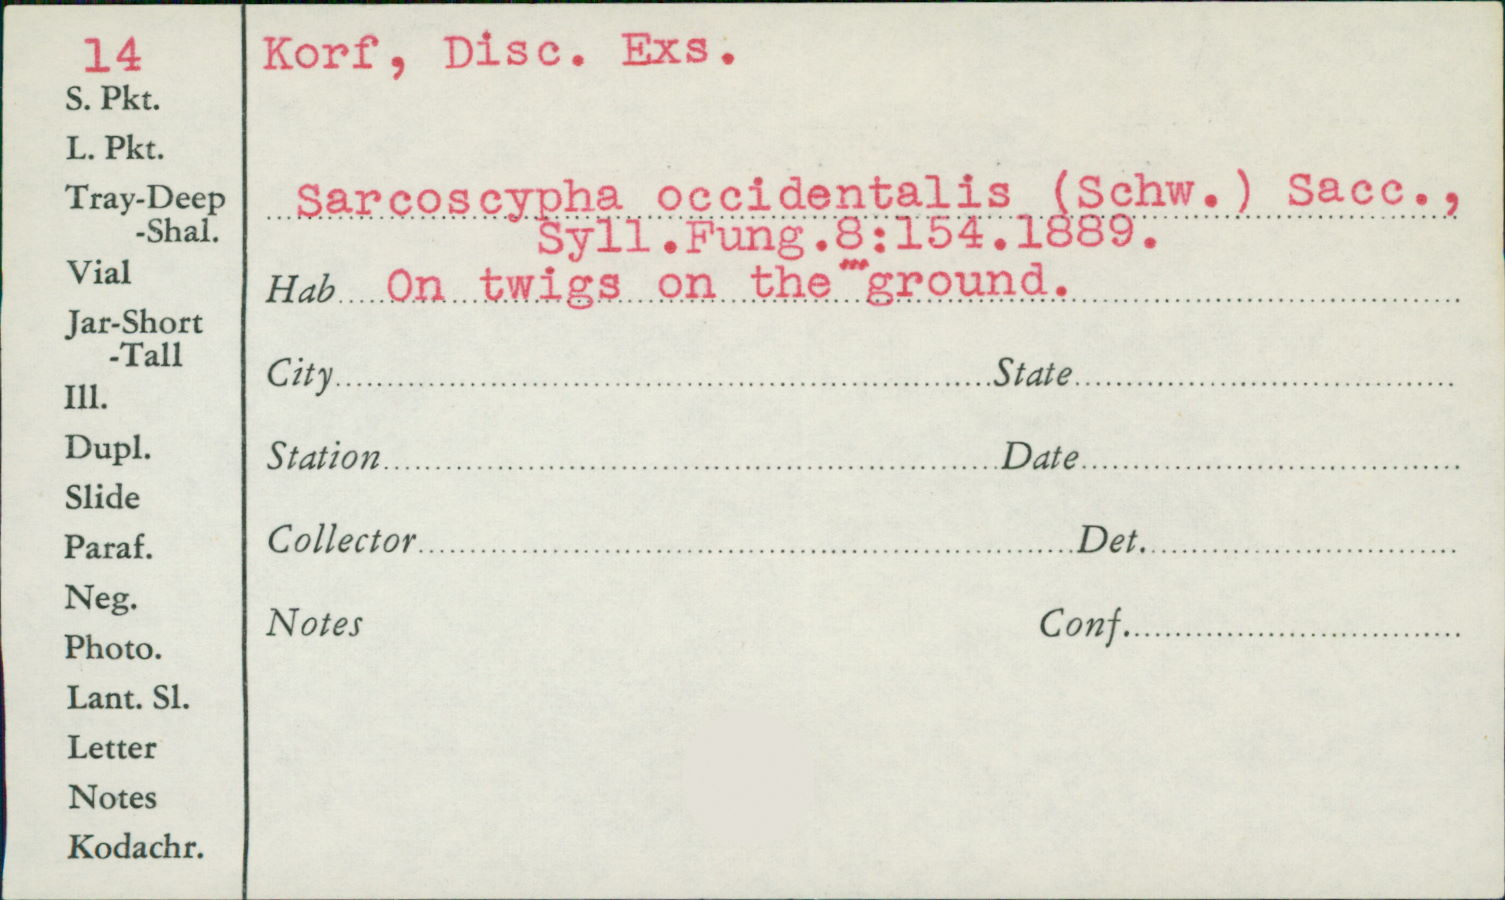 14
Korf, Disc. Exs.
S. Pkt.
L. Pkt.
Tray-Deep
-Shal.
Sarcoscypha occidentalis (Schw.) Sacc.,
Syll.Fung.8:154.1889.
Vial
Hab. On twigs on the ground.
Jar-Short
-Tall
City State
Ill.
Dupl.
Station Date
Slide
Paraf.
Collector Det.
Neg.
Notes Conf.
Photo.
Lant. Sl.
Letter
Notes
Kodachr.